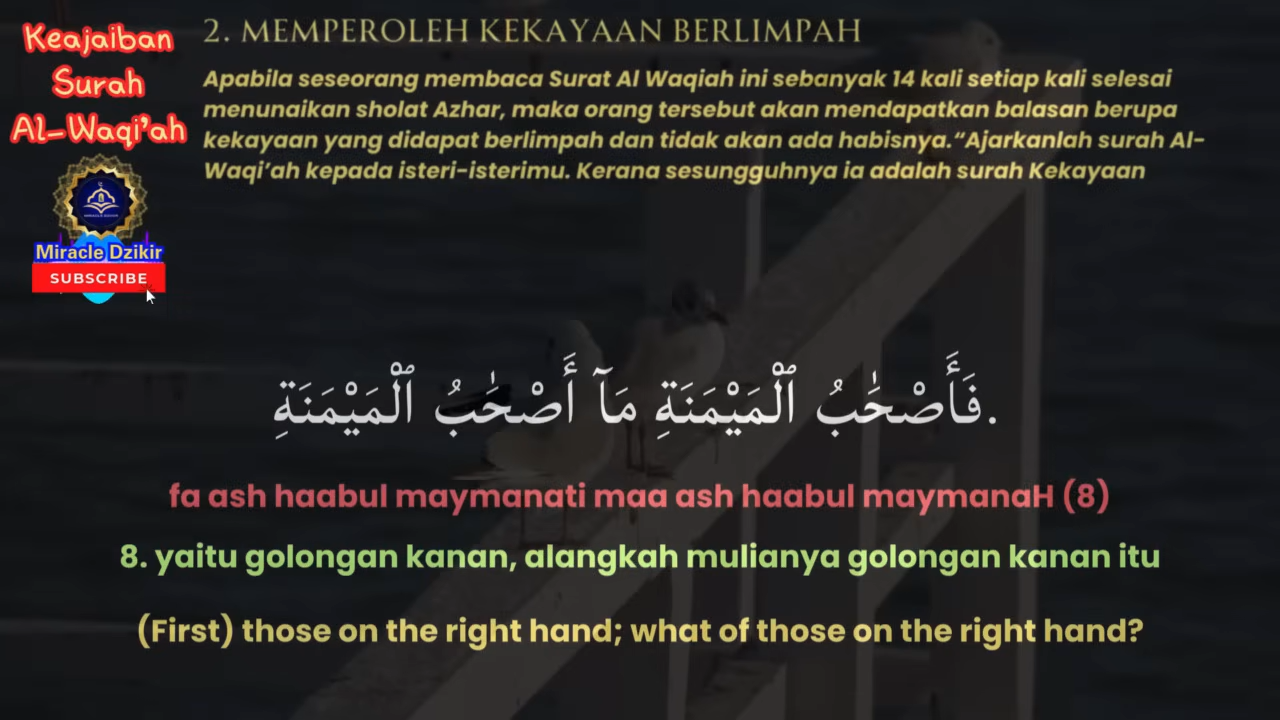 Keajaiban
Surah
Al-Waqi'ah
Miracle Dzikir
SUBSCRIBE
2. MEMPEROLEH KEKAYAAN BERLIMPAH
Apabila seseorang membaca Surat Al Waqiah ini sebanyak 14 kali setiap kali selesai
menunaikan sholat Azhar, maka orang tersebut akan mendapatkan balasan berupa
kekayaan yang didapat berlimpah dan tidak akan ada habisnya.“Ajarkanlah surah Al-
Waqi’ah kepada isteri-isterimu. Kerana sesungguhnya ia adalah surah Kekayaan
فَأَصْحَٰبُ ٱلْمَيْمَنَةِ مَآ أَصْحَٰبُ ٱلْمَيْمَنَةِ.
fa ash haabul maymanati maa ash haabul maymanaH (8)
8. yaitu golongan kanan, alangkah mulianya golongan kanan itu
(First) those on the right hand; what of those on the right hand?